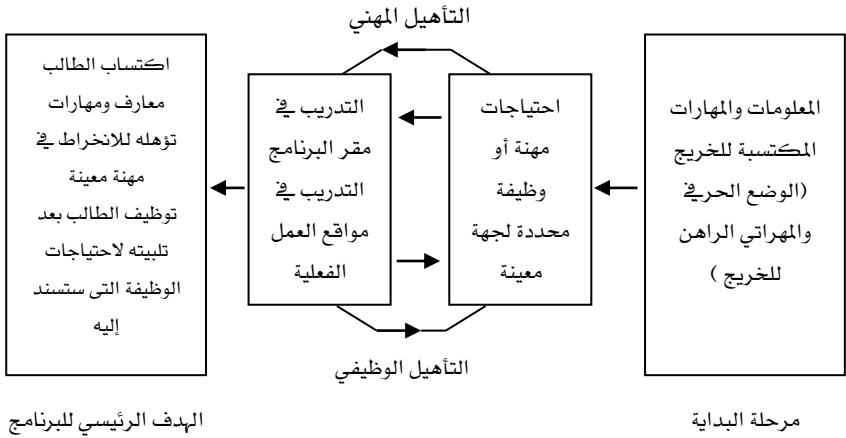 التأهيل المهني
المعلومات والمهارات
المكتسبة للخريج
(الوضع الحرفي
والمهراتي الراهن
للخريج )
احتياجات
مهنة أو
وظيفة
محددة لجهة
معينة
التدريب في
مقر البرنامج
التدريب في
مواقع العمل
الفعلية
اكتساب الطالب
معارف ومهارات
تؤهله للانخراط في
مهنة معينة
توظيف الطالب بعد
تلبيته لاحتياجات
الوظيفة التى ستسند
إليه
التأهيل الوظيفي
مرحلة البداية
الهدف الرئيسي للبرنامج